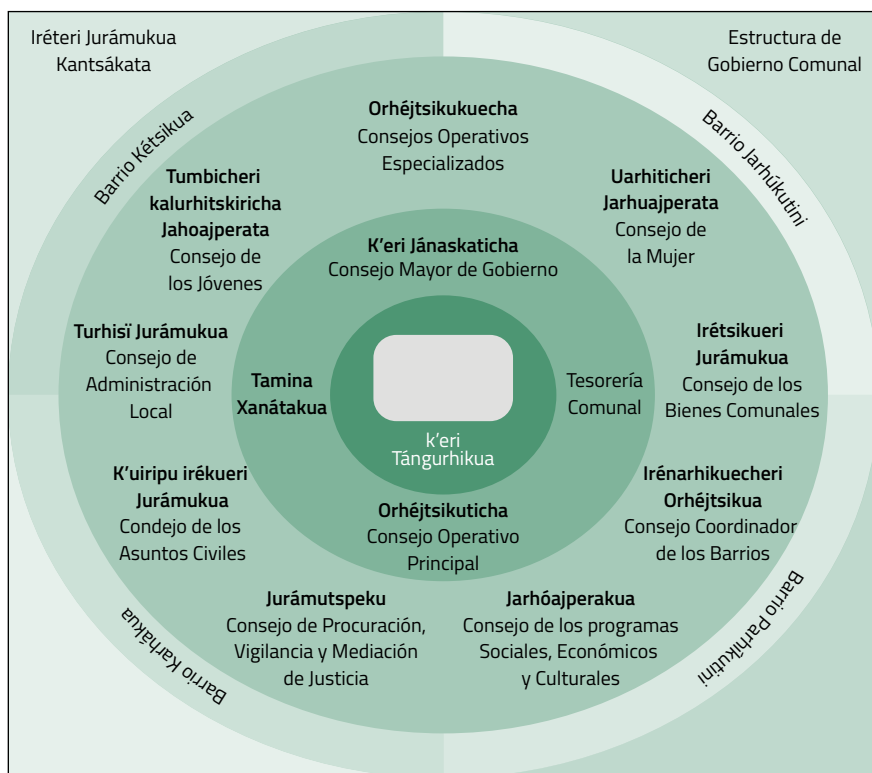 Iréteri Jurámukua
Kantsákata
Estructura de
Gobierno Comunal
Barrio Kétsikua
Barrio Jarhúkutini
Orhéjtsikukuecha
Consejos Operativos
Especializados
Tumbicheri
kalurhitskiricha
Jahoajperata
Consejo de
los Jóvenes
Uarhiticheri
Jarhuajperata
Consejo de
la Mujer
K'eri Jánaskaticha
Consejo Mayor de Gobierno
Turhisï Jurámukua
Consejo de
Administración
Local
Tamina
Xanátakua
Tesorería
Comunal
Irétsikueri
Jurámukua
Consejo de los
Bienes Comunales
k'eri
Tángurhikua
K'uiripu irékueri
Jurámukua
Condejo de los
Asuntos Civiles
Orhéjtsikuticha
Consejo Operativo
Principal
Irénarhikuecheri
Orhéjtsikua
Consejo Coordinador
de los Barrios
Jurámutspeku
Consejo de Procuración,
Vigilancia y Mediación
de Justicia
Jarhóajperakua
Consejo de los programas
Sociales, Económicos
y Culturales
Barrio Karhákua
Barrio Parhikutini